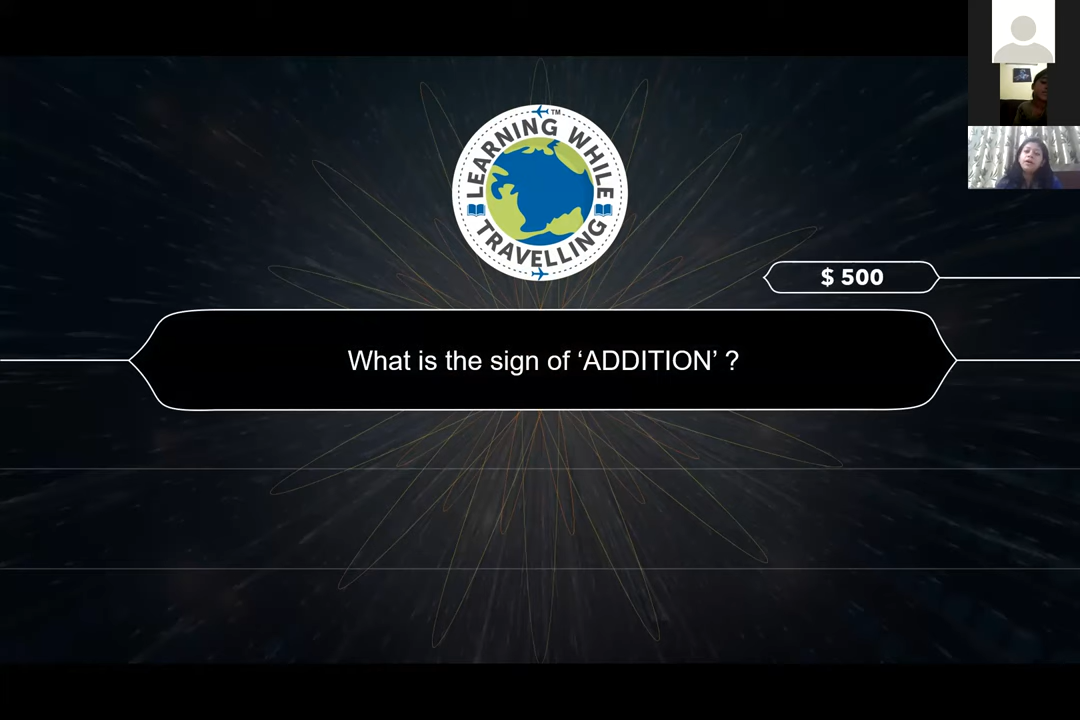 LEARNING WHILE
TRAVELLING
TM
$ 500
What is the sign of ‘ADDITION’ ?